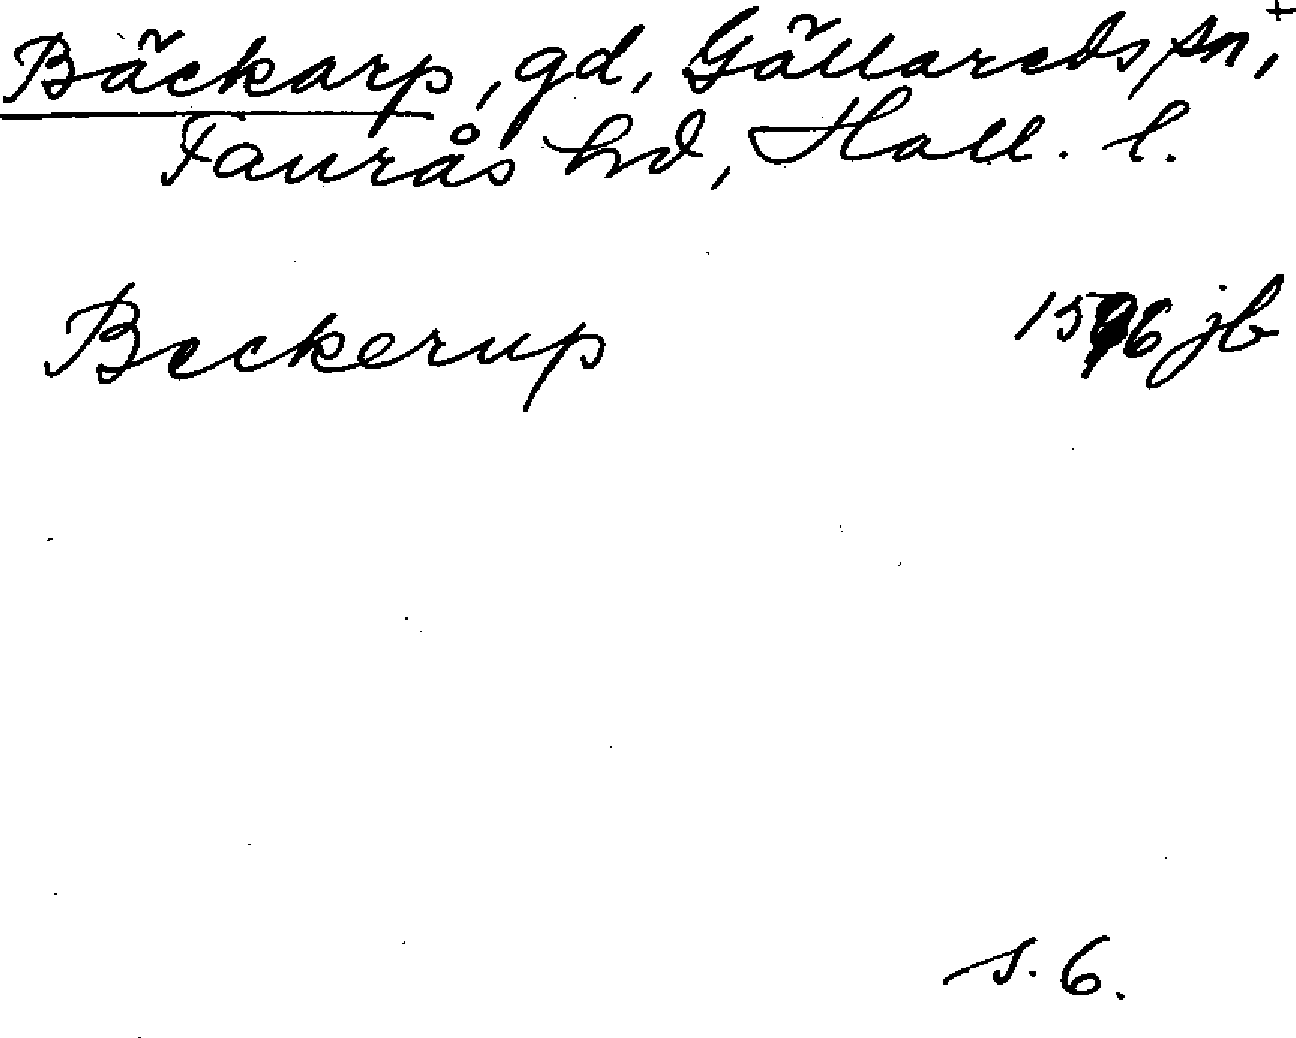 Bäckarp, gd, Gällareds sn, +
Faurås hd, Hall. l.
Beckerup 1596 jb
s. 6.